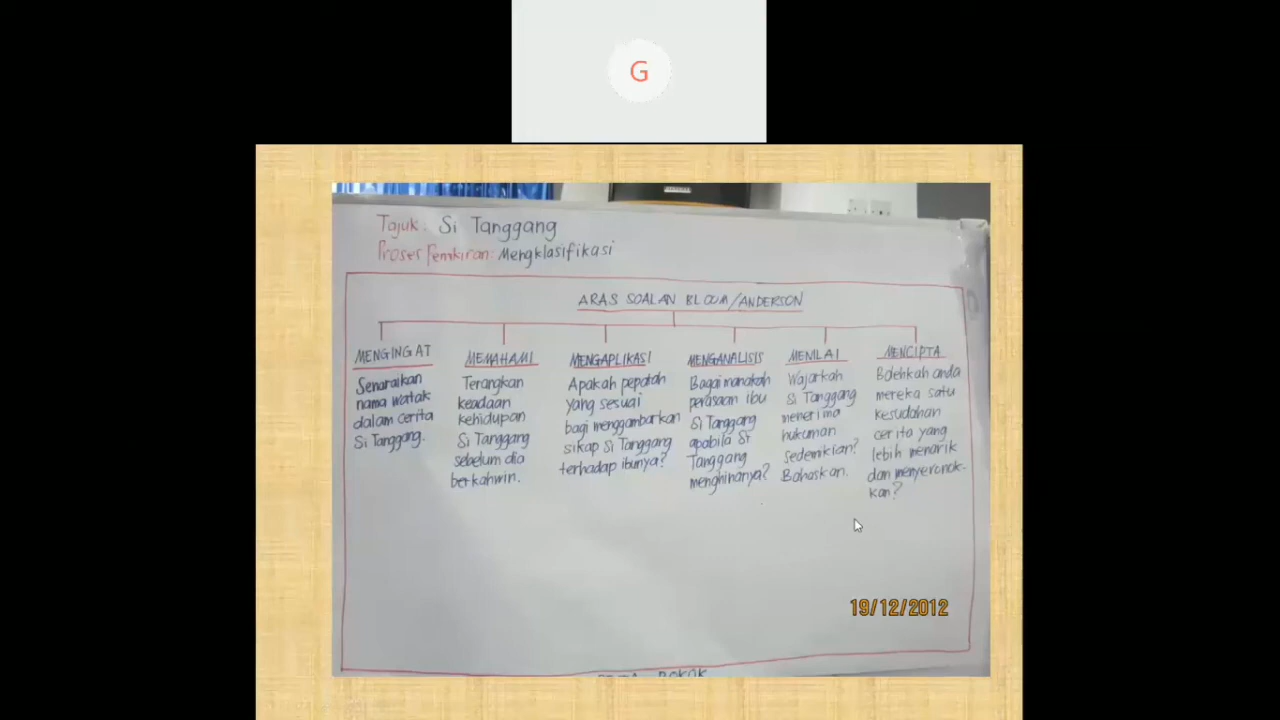 G
Tajuk: Si Tanggang
Proses Pemikiran: Mengklasifikasi
ARAS SOALAN BLOOM/ANDERSON
MENGINGAT
Senaraikan
nama watak
dalam cerita
Si Tanggang.
MEMAHAMI
Terangkan
keadaan
kehidupan
Si Tanggang
sebelum dia
berkahwin.
MENGAPLIKASI
Apakah pepatah
yang sesuai
bagi menggambarkan
sikap Si Tanggang
terhadap ibunya?
MENGANALISIS
Bagaimanakah
perasaan ibu
Si Tanggang
apabila Si
Tanggang
menghinanya?
MENILAI
Wajarkah
Si Tanggang
menerima
hukuman
sedemikian?
Bahaskan.
MENCIPTA
Bolehkah anda
mereka satu
kesudahan
cerita yang
lebih menarik
dan menyeronok-
kan?
19/12/2012
POKOK